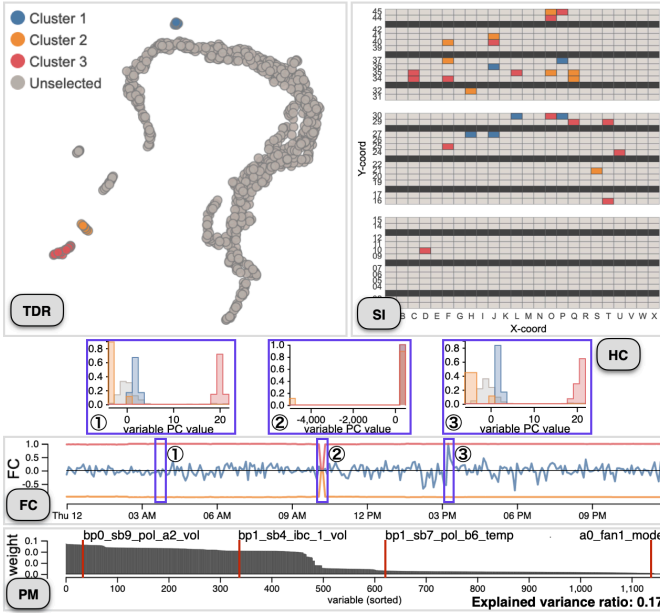 Cluster 1
Cluster 2
Cluster 3
Unselected
TDR
Y-coord
45
44
41
40
39
37
36
35
34
32
31
30
29
27
26
25
24
22
21
20
19
17
16
15
14
12
11
10
09
07
06
05
04
02
B C D E F G H I J K L M N O P Q R S T U V W X
X-coord
SI
HC
0.8
0.6
0.4
0.2
0
0 20
variable PC value
①
1.0
0.8
0.6
0.4
0.2
0
-4,000 -2,000 0
variable PC value
②
0.8
0.6
0.4
0.2
0
0 10 20
variable PC value
③
FC
1.0
0.5
0.0
-0.5
① ② ③
Thu 12 03 AM 06 AM 09 AM 12 PM 03 PM 06 PM 09 PM
FC
weight
0.1
0.1
0.0
0.0
bp0_sb9_pol_a2_vol bp1_sb4_ibc_1_vol bp1_sb7_pol_b6_temp a0_fan1_mode
0 100 200 300 400 500 600 700 800 900 1,000 1,100
variable (sorted)
Explained variance ratio: 0.17
PM